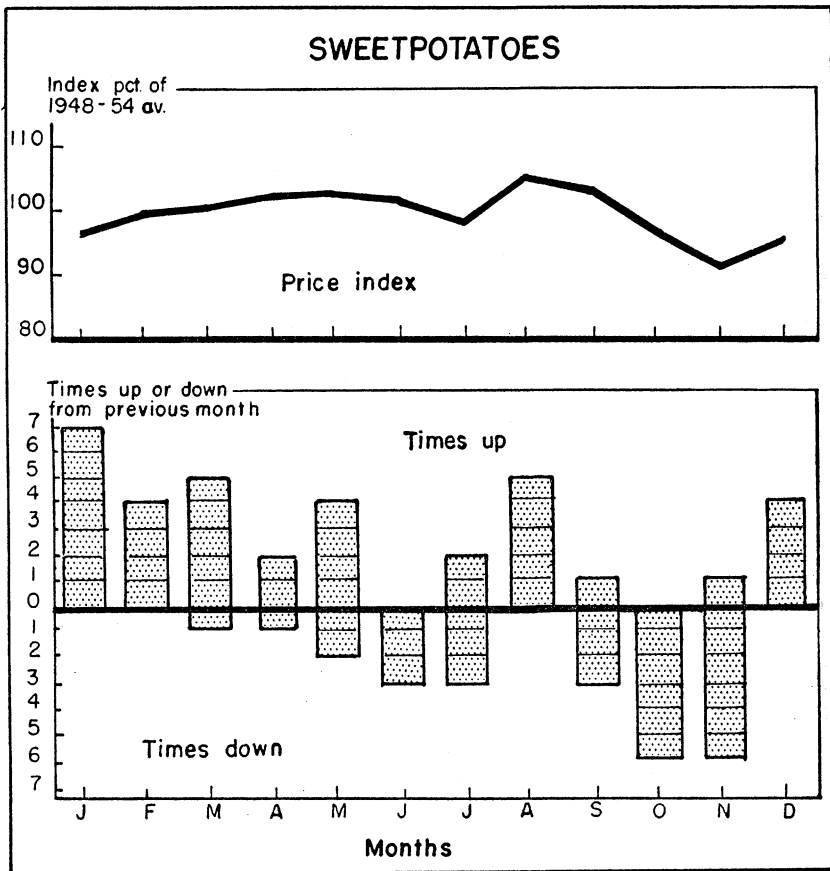 SWEETPOTATOES
Index pct. of
1948-54 av.
110
100
90
80
Price index
Times up or down
from previous month
7
6
5
4
3
2
1
0
1
2
3
4
5
6
7
Times up
Times down
J F M A M J J A S O N D
Months